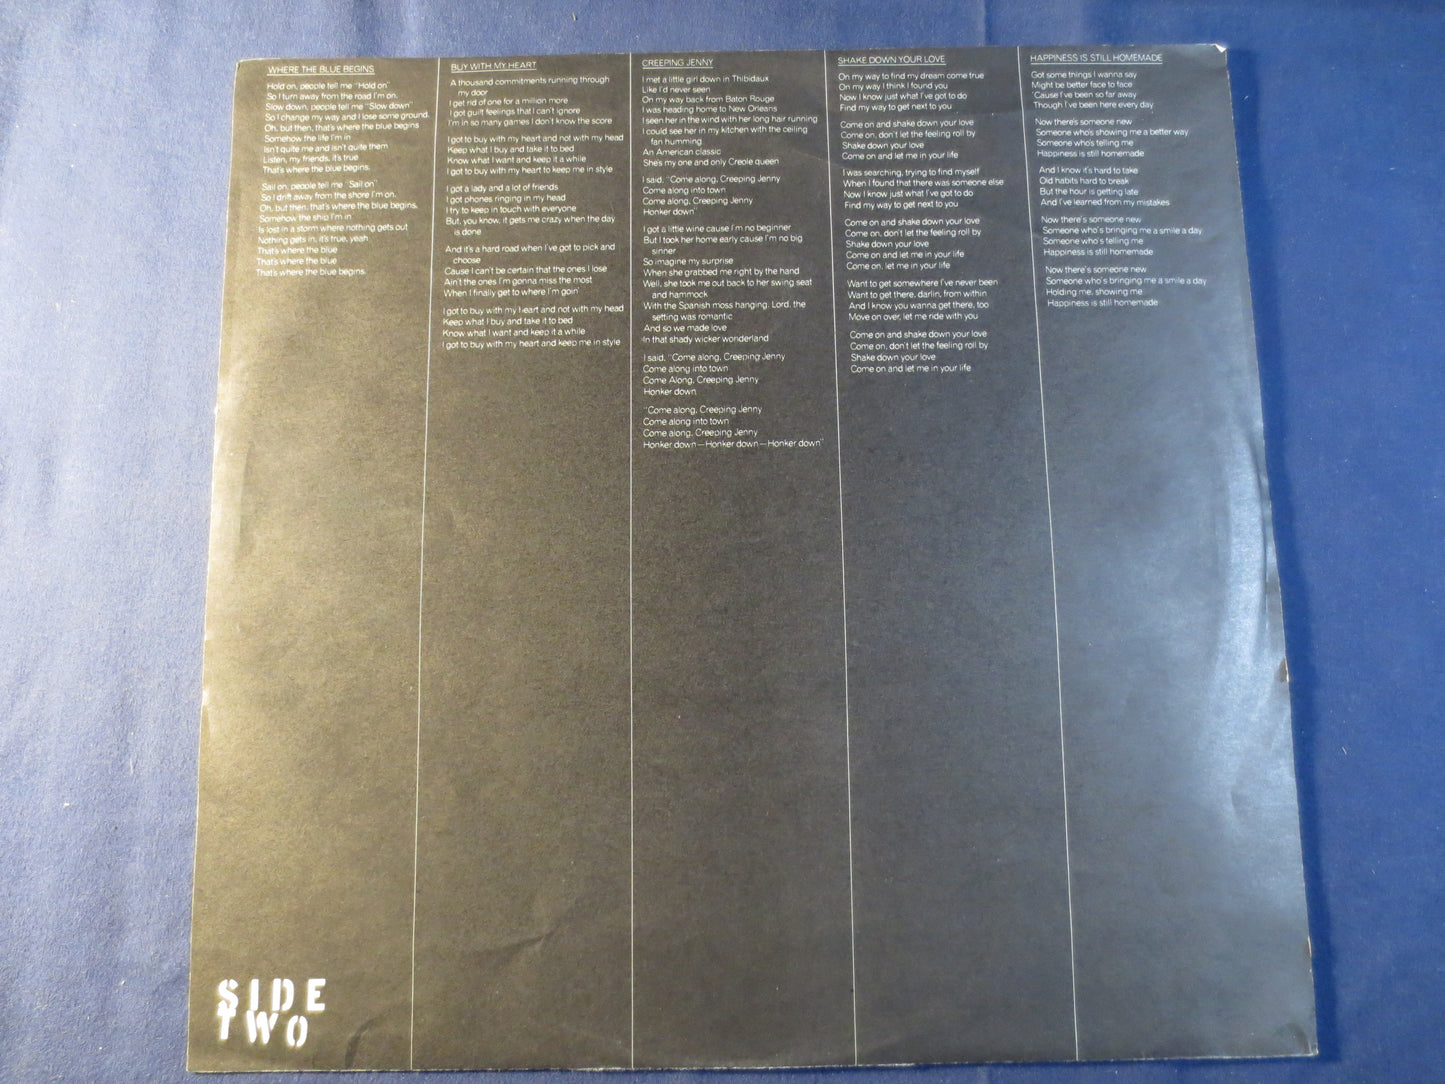 WHERE THE BLUE BEGINS
Hold on, people tell me "Hold on"
So I turn away from the road I'm on.
Slow down, people tell me "Slow down"
So I change my way and I lose some ground.
Oh, but then, that's where the blue begins
Somehow the life I'm in
Isn't quite me and isn't quite them
Listen, my friends, it's true
That's where the blue begins.
Sail on, people tell me "Sail on"
So I drift away from the shore I'm on.
Oh, but then, that's where the blue begins,
Somehow the ship I'm in
Is lost in a storm where nothing gets out
Nothing gets in, it's true, yeah
That's where the blue
That's where the blue
That's where the blue begins.
BUY WITH MY HEART
A thousand commitments running through
my door
I get rid of one for a million more
I got guilt feelings that I can't ignore
I'm in so many games I don't know the score
I got to buy with my heart and not with my head
Keep what I buy and take it to bed
Know what I want and keep it a while
I got to buy with my heart to keep me in style
I got a lady and a lot of friends
I got phones ringing in my head
I try to keep in touch with everyone
But, you know, it gets me crazy when the day
is done
And it's a hard road when I've got to pick and
choose
Cause I can't be certain that the ones I lose
Ain't the ones I'm gonna miss the most
When I finally get to where I'm goin'
I got to buy with my heart and not with my head
Keep what I buy and take it to bed
Know what I want and keep it a while
I got to buy with my heart and keep me in style
CREEPING JENNY
I met a little girl down in Thibidaux
Like I'd never seen
On my way back from Baton Rouge
I was heading home to New Orleans
I seen her in the wind with her long hair running
I could see her in my kitchen with the ceiling
fan humming
An American classic
She's my one and only Creole queen
I said, "Come along, Creeping Jenny
Come along into town
Come along, Creeping Jenny
Honker down"
I got a little wine cause I'm no beginner
But I took her home early cause I'm no big
sinner
So imagine my surprise
When she grabbed me right by the hand
Well, she took me out back to her swing seat
and hammock
With the Spanish moss hanging, Lord, the
setting was romantic
And so we made love
In that shady wicker wonderland
I said, "Come along, Creeping Jenny
Come along into town
Come Along, Creeping Jenny
Honker down
"Come along, Creeping Jenny
Come along into town
Come along, Creeping Jenny
Honker down—Honker down—Honker down"
SHAKE DOWN YOUR LOVE
On my way to find my dream come true
On my way I think I found you
Now I know just what I've got to do
Find my way to get next to you
Come on and shake down your love
Come on, don't let the feeling roll by
Shake down your love
Come on and let me in your life
I was searching, trying to find myself
When I found that there was someone else
Now I know just what I've got to do
Find my way to get next to you
Come on and shake down your love
Come on, don't let the feeling roll by
Shake down your love
Come on and let me in your life
Come on, let me in your life
Want to get somewhere I've never been
Want to get there, darlin, from within
And I know you wanna get there, too
Move on over, let me ride with you
Come on and shake down your love
Come on, don't let the feeling roll by
Shake down your love
Come on and let me in your life
HAPPINESS IS STILL HOMEMADE
Got some things I wanna say
Might be better face to face
'Cause I've been so far away
Though I've been here every day
Now there's someone new
Someone who's showing me a better way
Someone who's telling me
Happiness is still homemade
And I know it's hard to take
Old habits hard to break
But the hour is getting late
And I've learned from my mistakes
Now there's someone new
Someone who's bringing me a smile a day
Someone who's telling me
Happiness is still homemade
Now there's someone new
Someone who's bringing me a smile a day
Holding me, showing me
Happiness is still homemade
SIDE
TWO